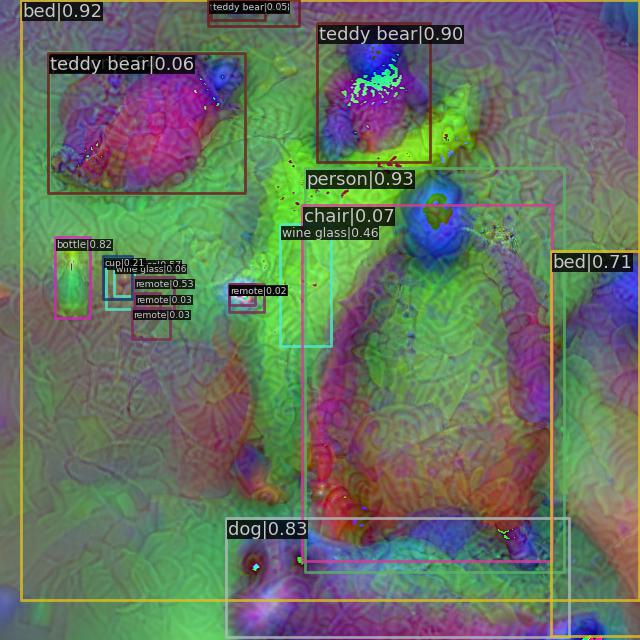 bed|0.92
teddy bear|0.05
teddy bear|0.90
teddy bear|0.06
person|0.93
chair|0.07
wine glass|0.46
bottle|0.82
bed|0.71
cup|0.21
wine glass|0.06
remote|0.53
remote|0.02
remote|0.03
remote|0.03
dog|0.83